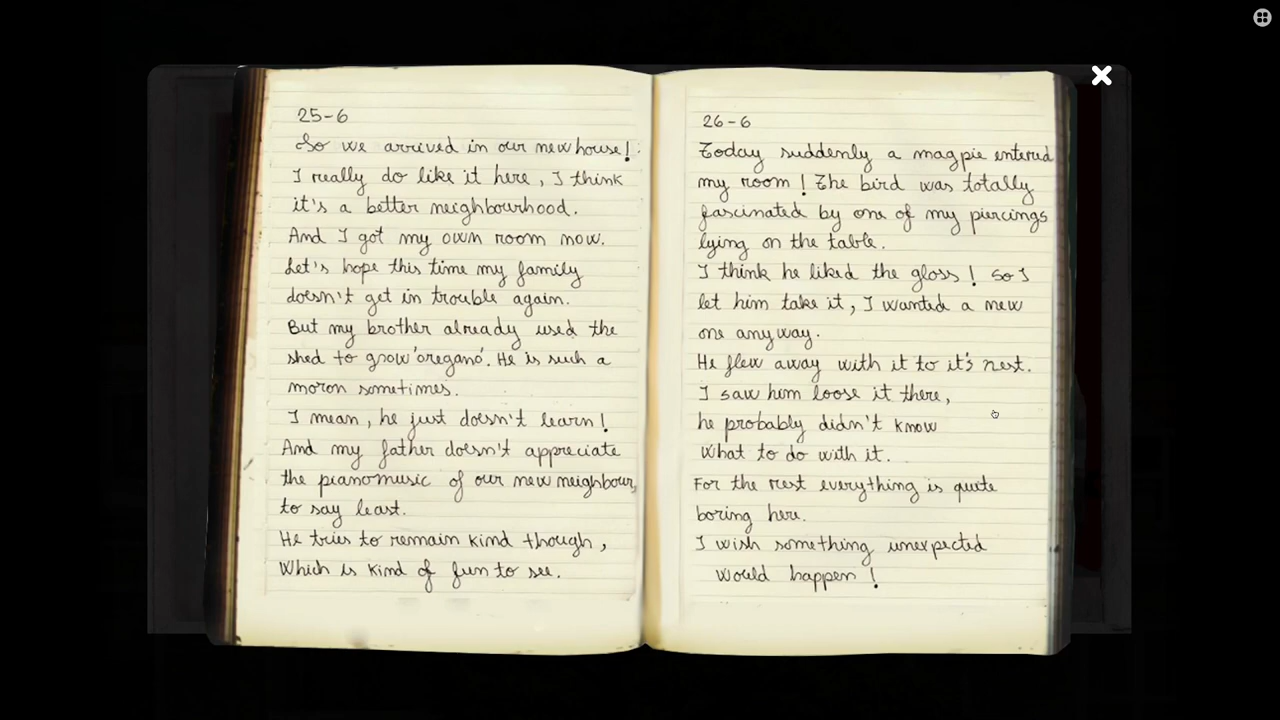 25-6
So we arrived in our new house!
I really do like it here, I think
it's a better neighbourhood.
And I got my own room now.
Let's hope this time my family
doesn't get in trouble again.
But my brother already used the
shed to grow 'oregano'. He is such a
moron sometimes.
I mean, he just doesn't learn!
And my father doesn't appreciate
the pianomusic of our new neighbour,
to say least.
He tries to remain kind though,
Which is kind of fun to see.
26-6
Today suddenly a magpie entered
my room! The bird was totally
fascinated by one of my piercings
lying on the table.
I think he liked the gloss! So I
let him take it, I wanted a new
one anyway.
He flew away with it to it's nest.
I saw him loose it there,
he probably didn't know
What to do with it.
For the rest everything is quite
boring here.
I wish something unexpected
would happen!